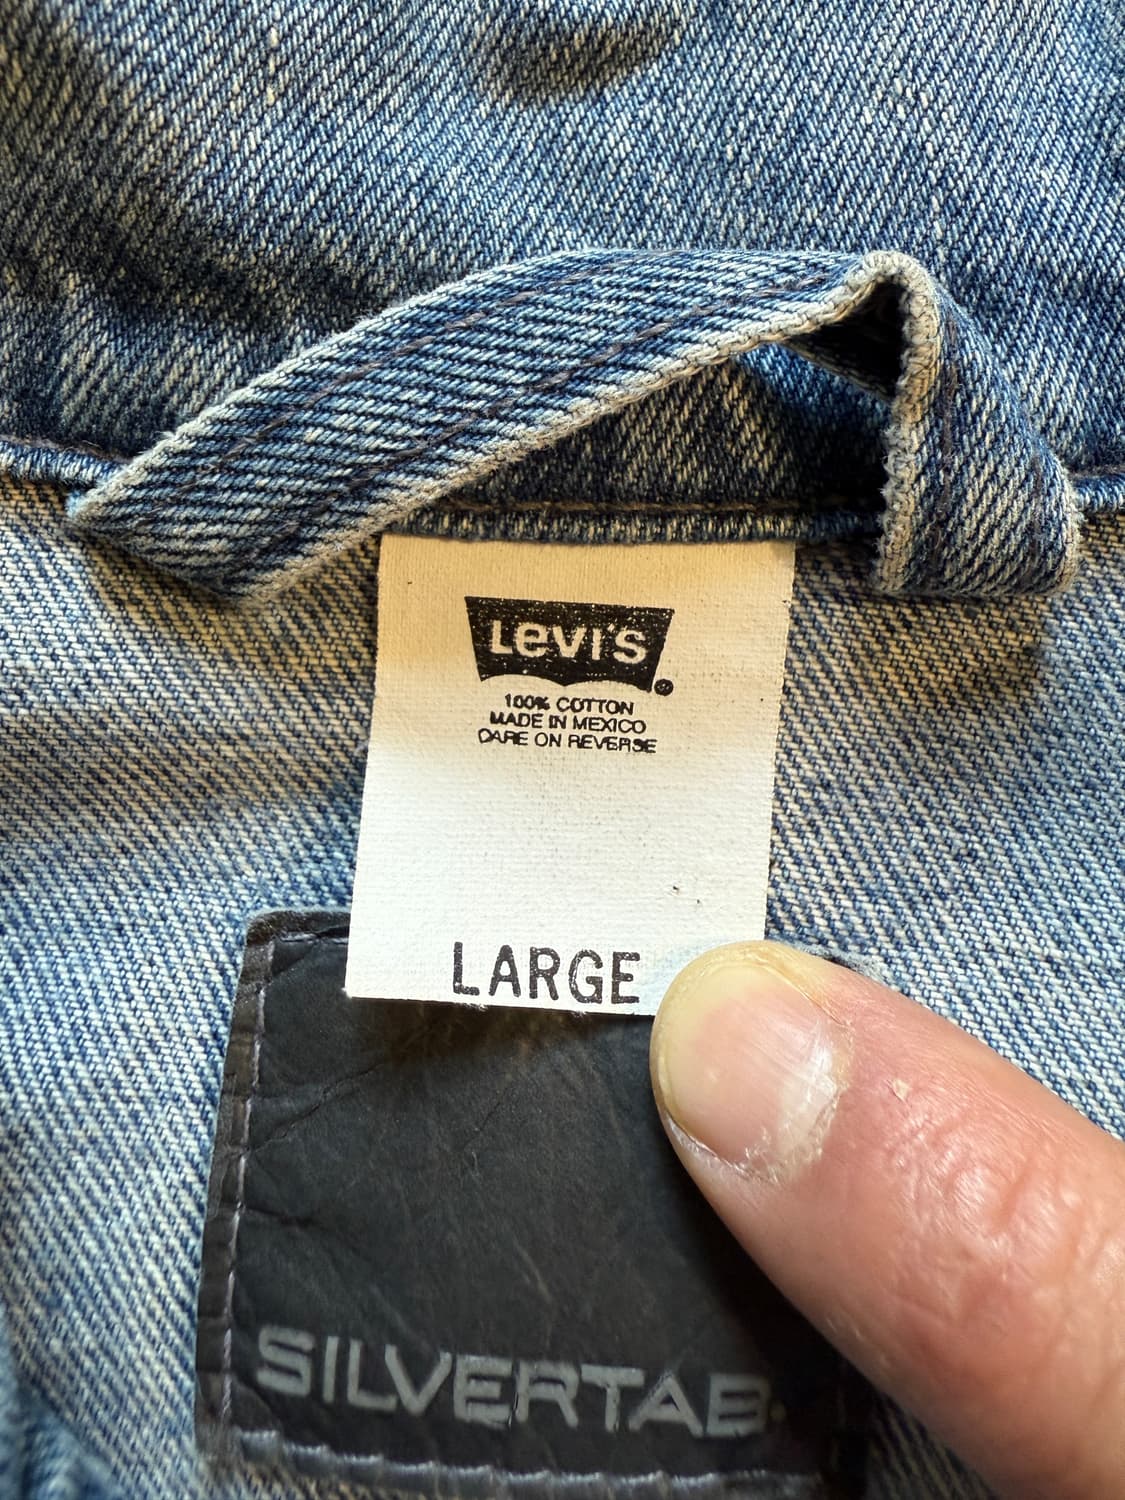 Levi's
®
100% COTTON
MADE IN MEXICO
CARE ON REVERSE
LARGE
SILVERTAB.